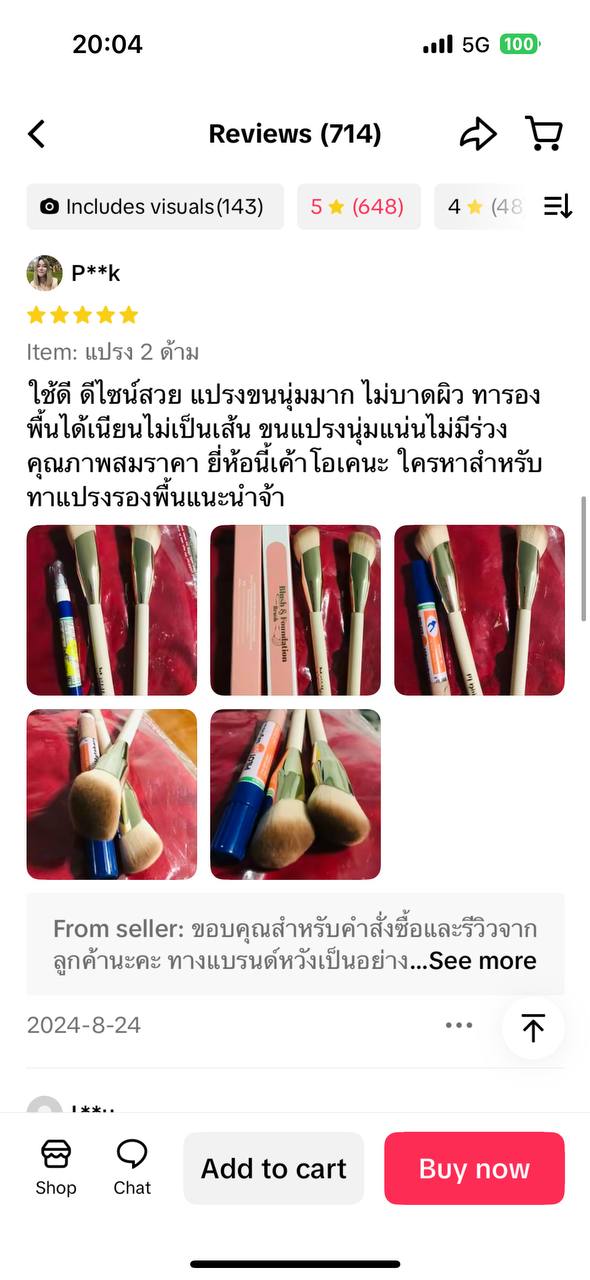 20:04
5G
100
Reviews (714)
Includes visuals(143)
5 (648)
4 (48
P**k
Item: แปรง 2 ด้าม
ใช้ดี ดีไซน์สวย แปรงขนนุ่มมาก ไม่บาดผิว ทารอง
พื้นได้เนียนไม่เป็นเส้น ขนแปรงนุ่มแน่นไม่มีร่วง
คุณภาพสมราคา ยี่ห้อนี้เค้าโอเคนะ ใครหาสำหรับ
ทาแปรงรองพื้นแนะนำจ้า
Blush & Foundation
Brush
From seller: ขอบคุณสำหรับคำสั่งซื้อและรีวิวจาก
ลูกค้านะคะ ทางแบรนด์หวังเป็นอย่าง...See more
2024-8-24
Shop
Chat
Add to cart
Buy now